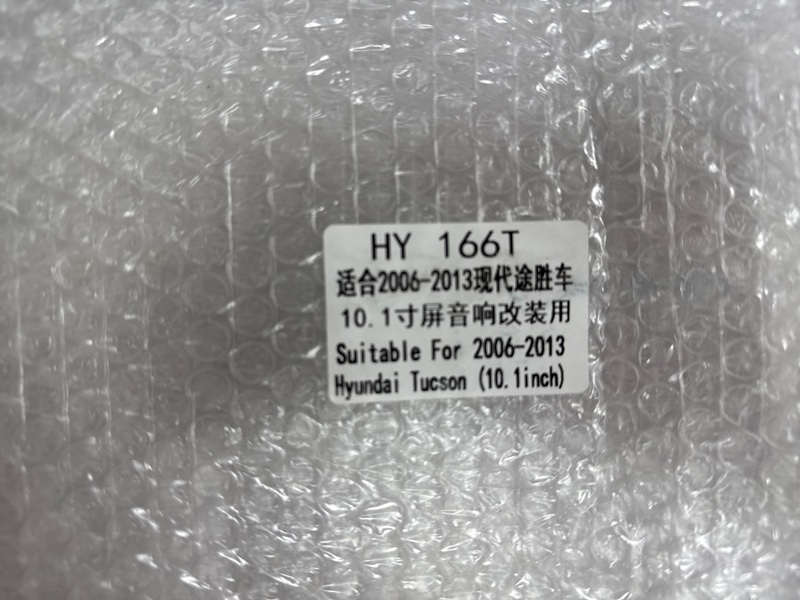 HY 166T
适合2006-2013现代途胜车
10.1寸屏音响改装用
Suitable For 2006-2013
Hyundai Tucson (10.1inch)